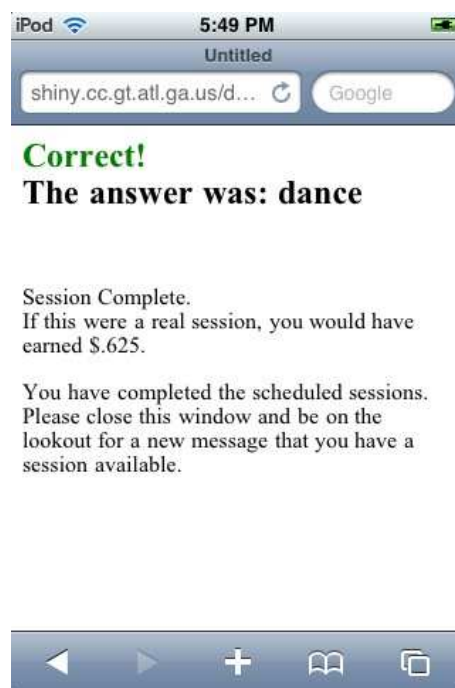 iPod 5:49 PM
Untitled
shiny.cc.gt.atl.ga.us/d... Google
Correct!
The answer was: dance
Session Complete.
If this were a real session, you would have
earned $.625.
You have completed the scheduled sessions.
Please close this window and be on the
lookout for a new message that you have a
session available.